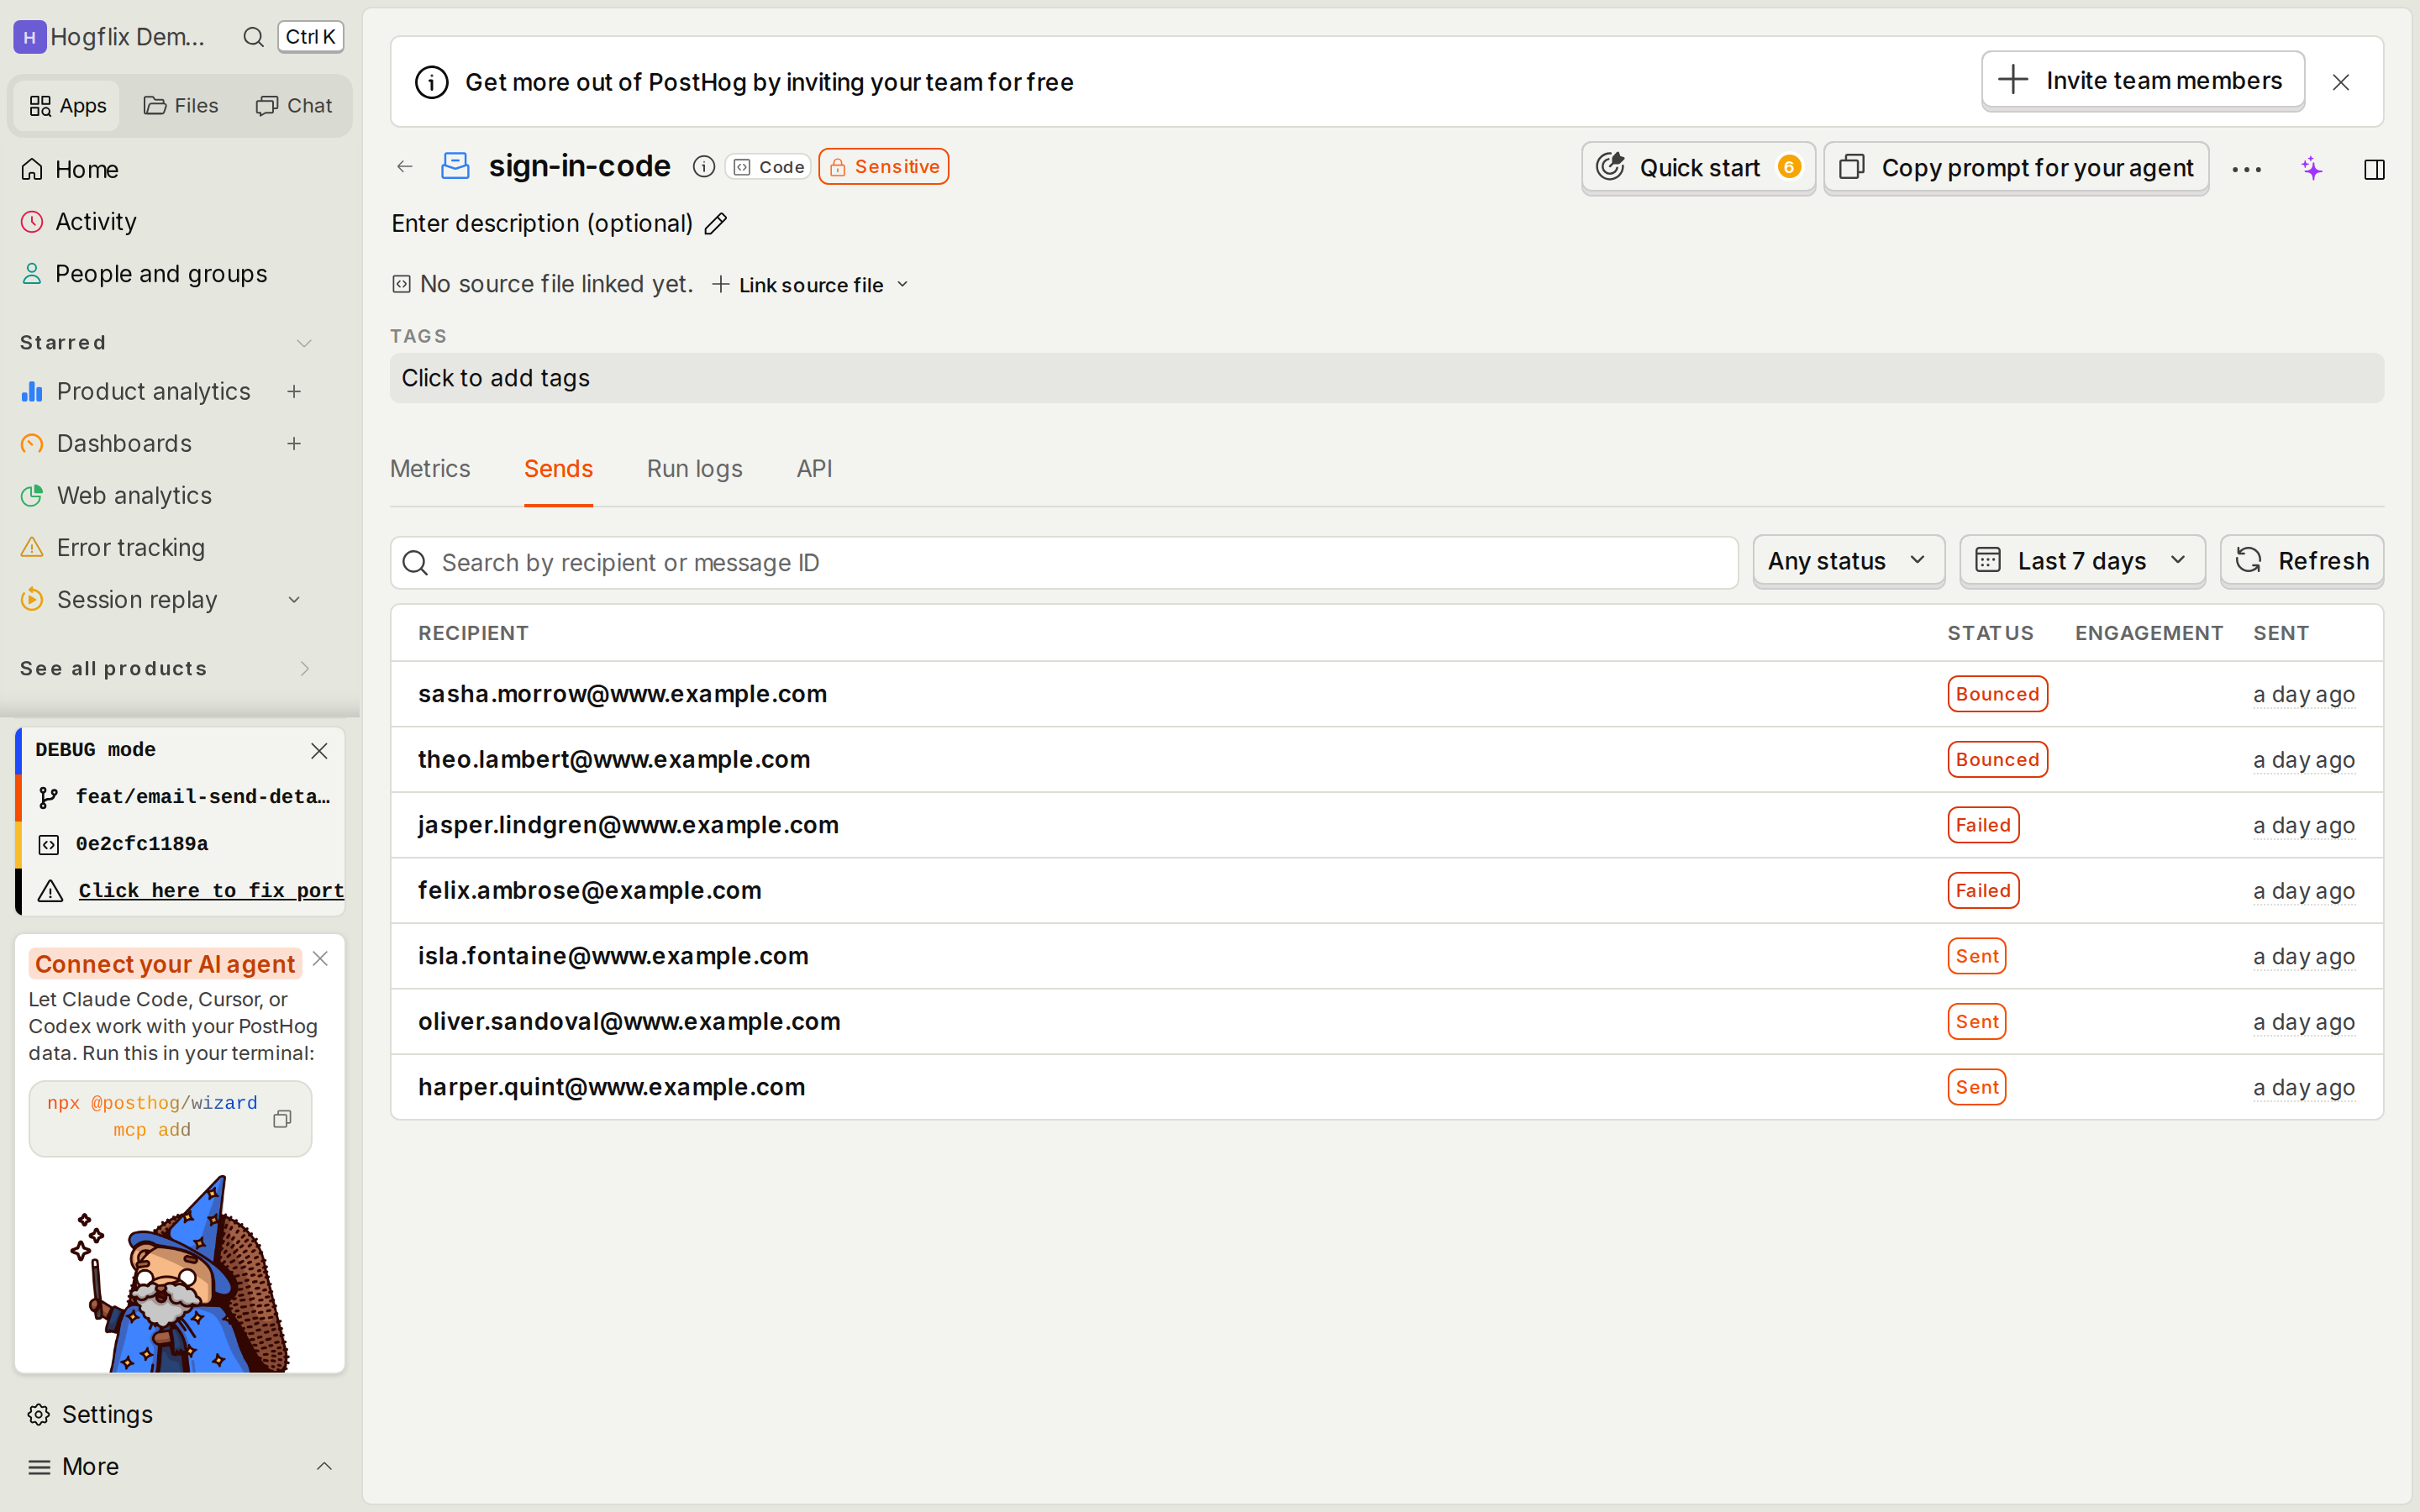 H Hogflix Dem... Ctrl K
Apps Files Chat
Home
Activity
People and groups
Starred
Product analytics
Dashboards
Web analytics
Error tracking
Session replay
See all products
DEBUG mode
feat/email-send-deta...
0e2cfc1189a
Click here to fix port
Connect your AI agent
Let Claude Code, Cursor, or
Codex work with your PostHog
data. Run this in your terminal:
npx @posthog/wizard
mcp add
Settings
More
Get more out of PostHog by inviting your team for free Invite team members
sign-in-code Code Sensitive Quick start 6 Copy prompt for your agent
Enter description (optional)
No source file linked yet. Link source file
TAGS
Click to add tags
Metrics Sends Run logs API
Search by recipient or message ID Any status Last 7 days Refresh
RECIPIENT STATUS ENGAGEMENT SENT
sasha.morrow@www.example.com Bounced a day ago
theo.lambert@www.example.com Bounced a day ago
jasper.lindgren@www.example.com Failed a day ago
felix.ambrose@example.com Failed a day ago
isla.fontaine@www.example.com Sent a day ago
oliver.sandoval@www.example.com Sent a day ago
harper.quint@www.example.com Sent a day ago